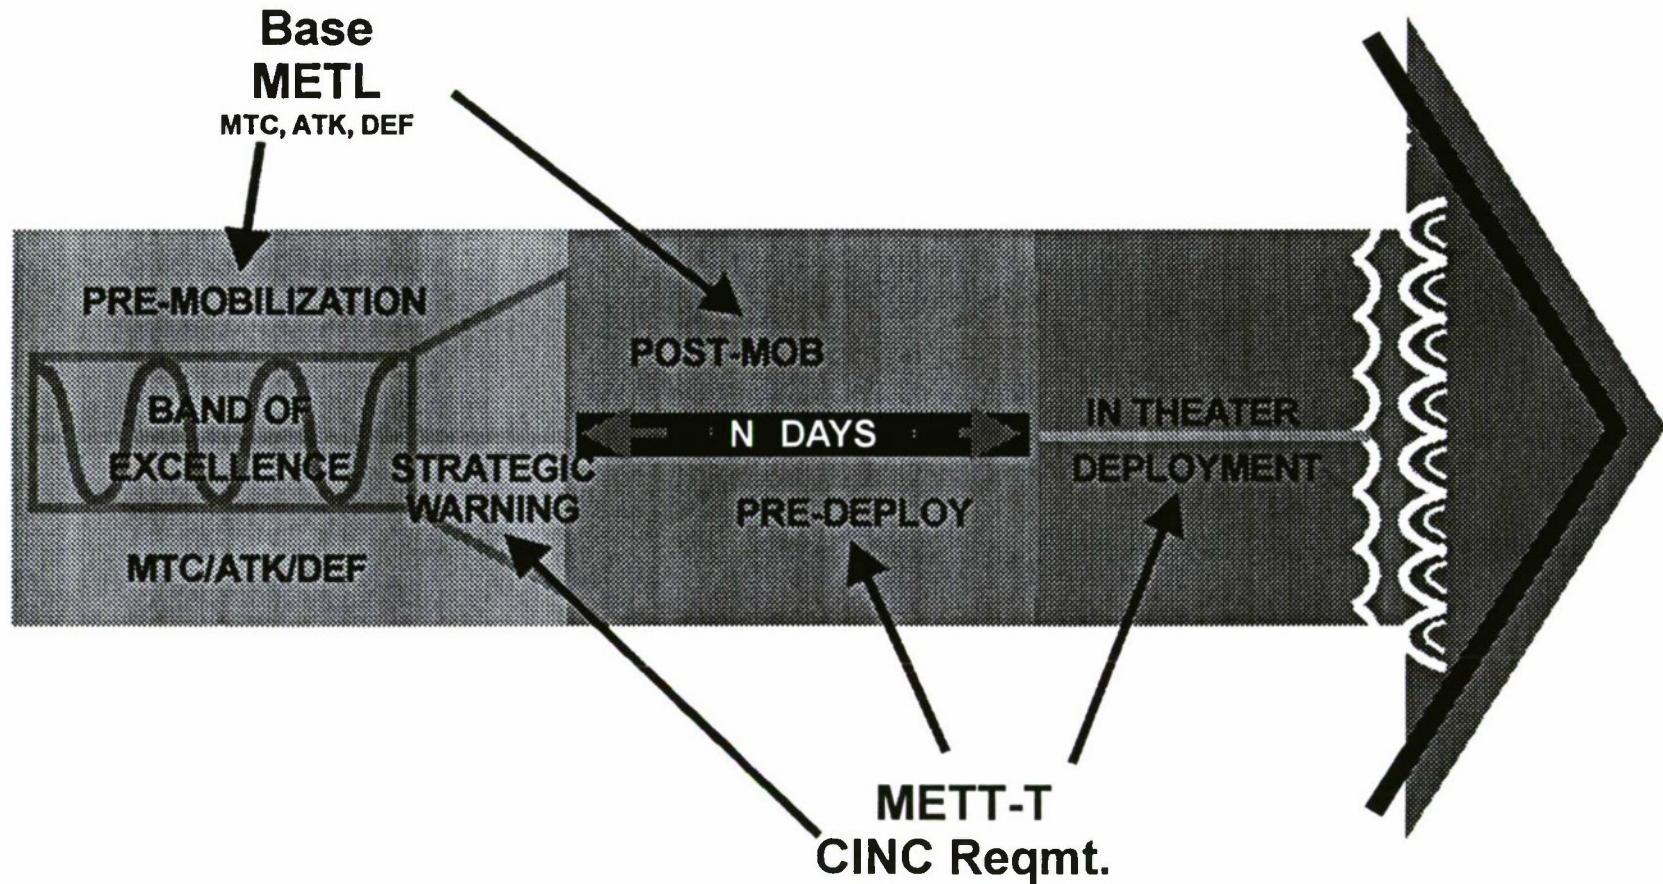 Base
METL
MTC, ATK, DEF
PRE-MOBILIZATION
BAND OF
EXCELLENCE
STRATEGIC
WARNING
MTC/ATK/DEF
POST-MOB
N DAYS
PRE-DEPLOY
IN THEATER
DEPLOYMENT
METT-T
CINC Reqmt.